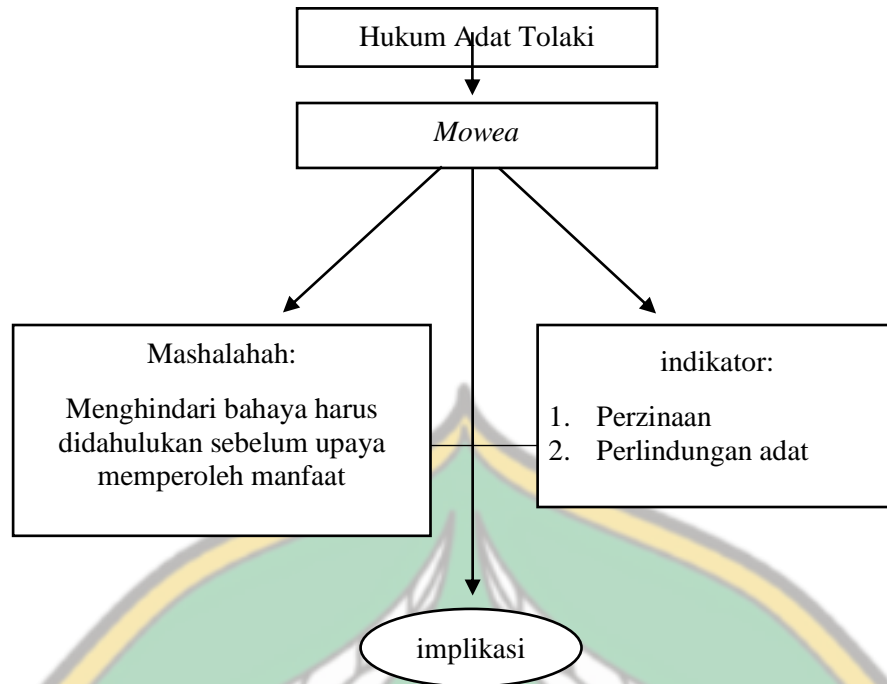 Hukum Adat Tolaki
Mowea
Mashalahah:
Menghindari bahaya harus
didahulukan sebelum upaya
memperoleh manfaat
indikator:
1. Perzinaan
2. Perlindungan adat
implikasi